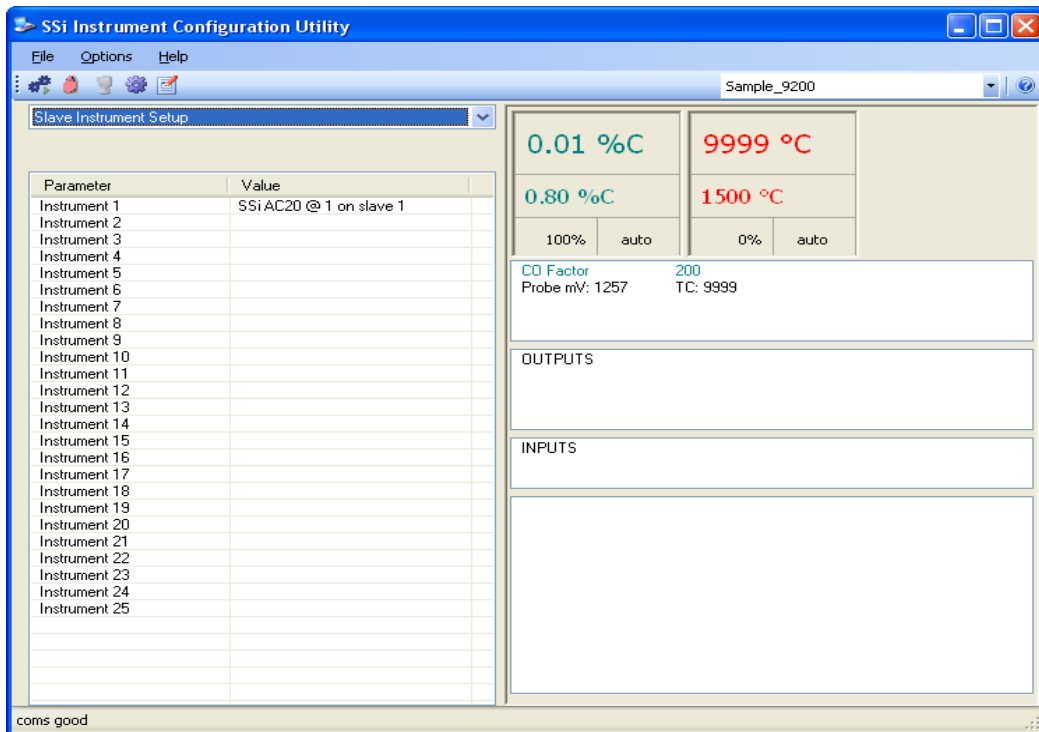 SSi Instrument Configuration Utility
File Options Help
Sample_9200
Slave Instrument Setup
Parameter Value
Instrument 1 SSi AC20 @ 1 on slave 1
Instrument 2
Instrument 3
Instrument 4
Instrument 5
Instrument 6
Instrument 7
Instrument 8
Instrument 9
Instrument 10
Instrument 11
Instrument 12
Instrument 13
Instrument 14
Instrument 15
Instrument 16
Instrument 17
Instrument 18
Instrument 19
Instrument 20
Instrument 21
Instrument 22
Instrument 23
Instrument 24
Instrument 25
0.01 %C 9999 °C
0.80 %C 1500 °C
100% auto 0% auto
CO Factor 200
Probe mV: 1257 TC: 9999
OUTPUTS
INPUTS
coms good